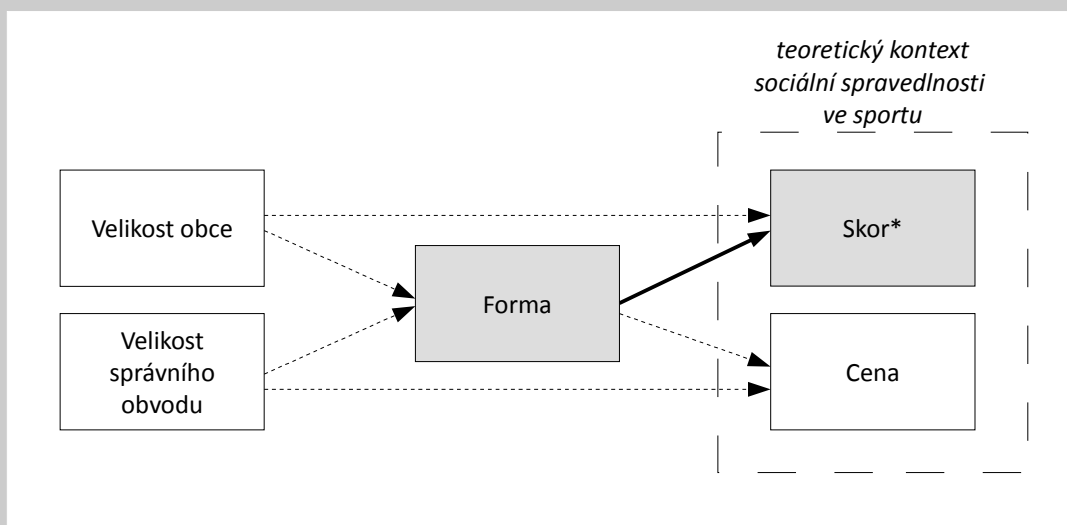 teoretický kontext
sociální spravedlnosti
ve sportu
Velikost obce
Skor*
Forma
Velikost
správního
obvodu
Cena